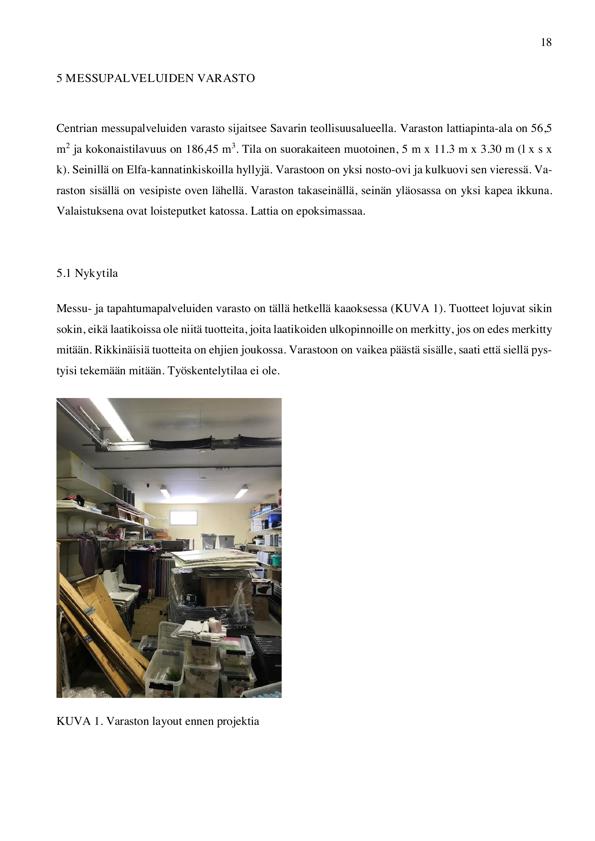 18
5 MESSUPALVELUIDEN VARASTO
Centrian messupalveluiden varasto sijaitsee Savarin teollisuusalueella. Varaston lattiapinta-ala on 56,5
m² ja kokonaistilavuus on 186,45 m³. Tila on suorakaiteen muotoinen, 5 m x 11.3 m x 3.30 m (l x s x
k). Seinillä on Elfa-kannatinkiskoilla hyllyjä. Varastoon on yksi nosto-ovi ja kulkuovi sen vieressä. Va-
raston sisällä on vesipiste oven lähellä. Varaston takaseinällä, seinän yläosassa on yksi kapea ikkuna.
Valaistuksena ovat loisteputket katossa. Lattia on epoksimassaa.
5.1 Nykytila
Messu- ja tapahtumapalveluiden varasto on tällä hetkellä kaaoksessa (KUVA 1). Tuotteet lojuvat sikin
sokin, eikä laatikoissa ole niitä tuotteita, joita laatikoiden ulkopinnoille on merkitty, jos on edes merkitty
mitään. Rikkinäisiä tuotteita on ehjien joukossa. Varastoon on vaikea päästä sisälle, saati että siellä pys-
tyisi tekemään mitään. Työskentelytilaa ei ole.
KUVA 1. Varaston layout ennen projektia